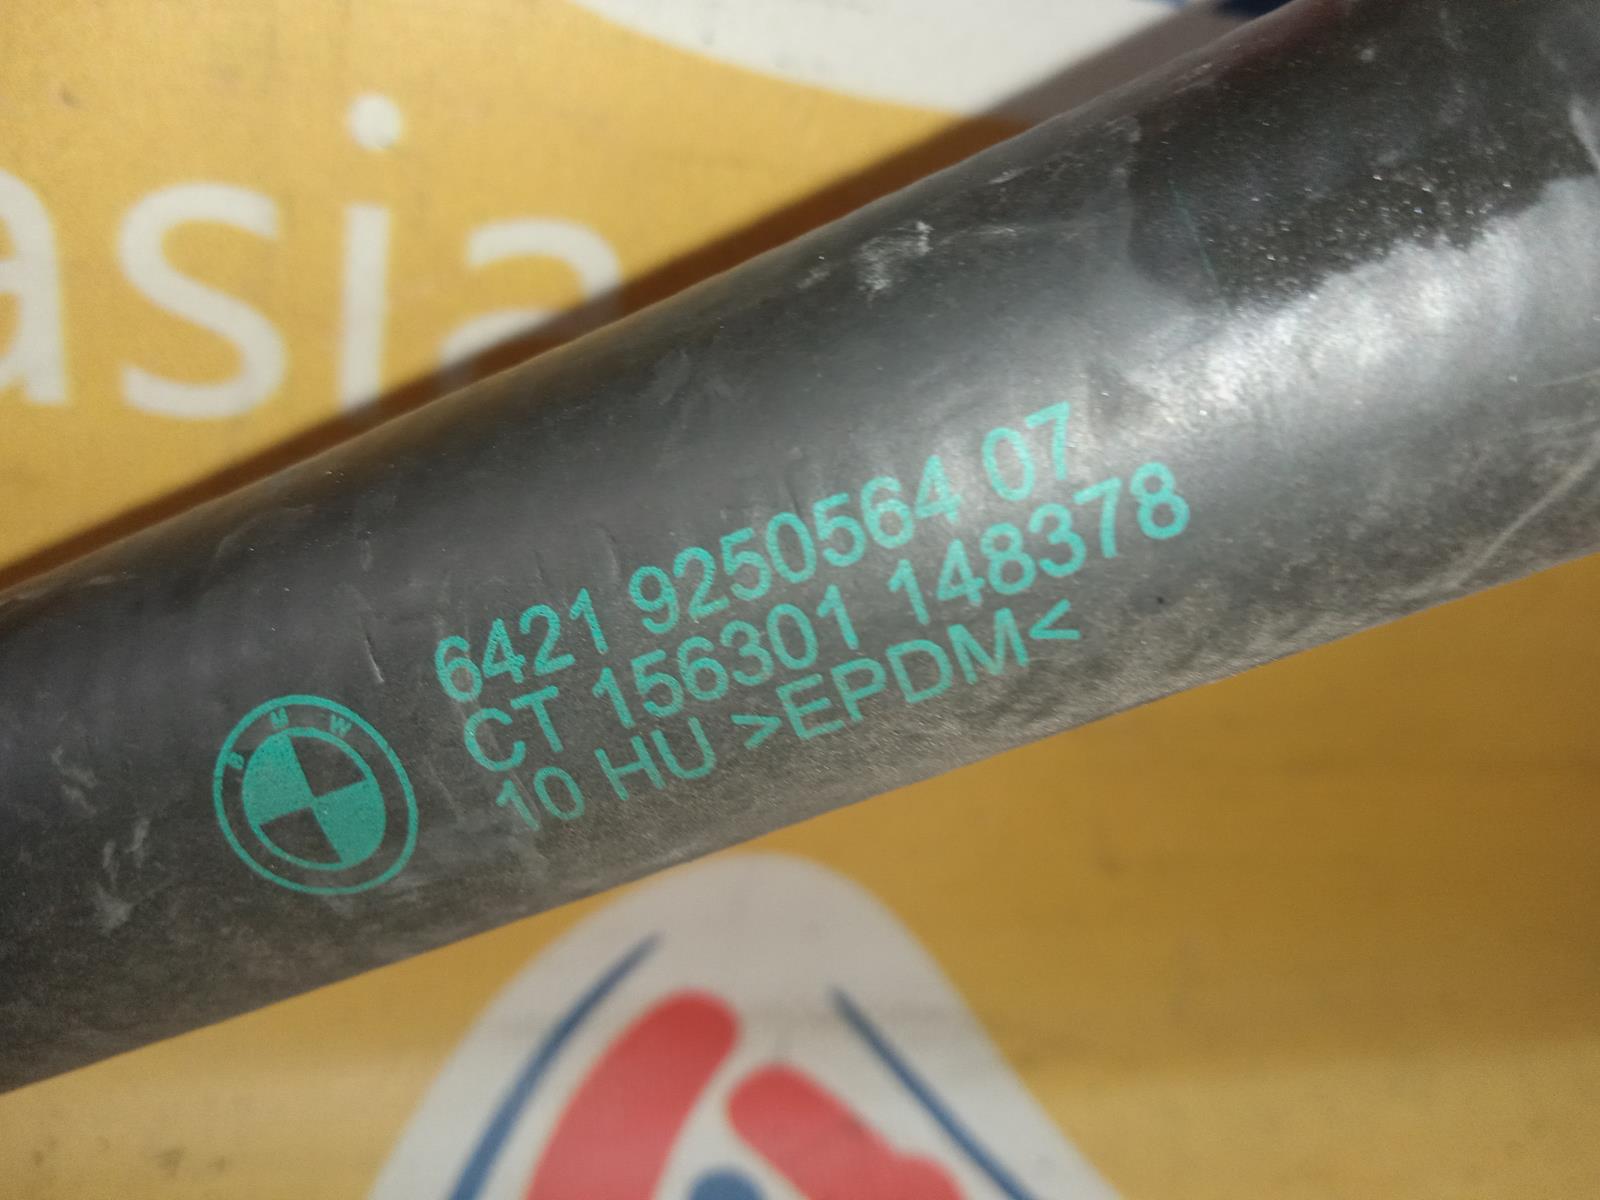 asia
6421 9250564 07
CT 156301 148378
10 HU >EPDM<
B M W